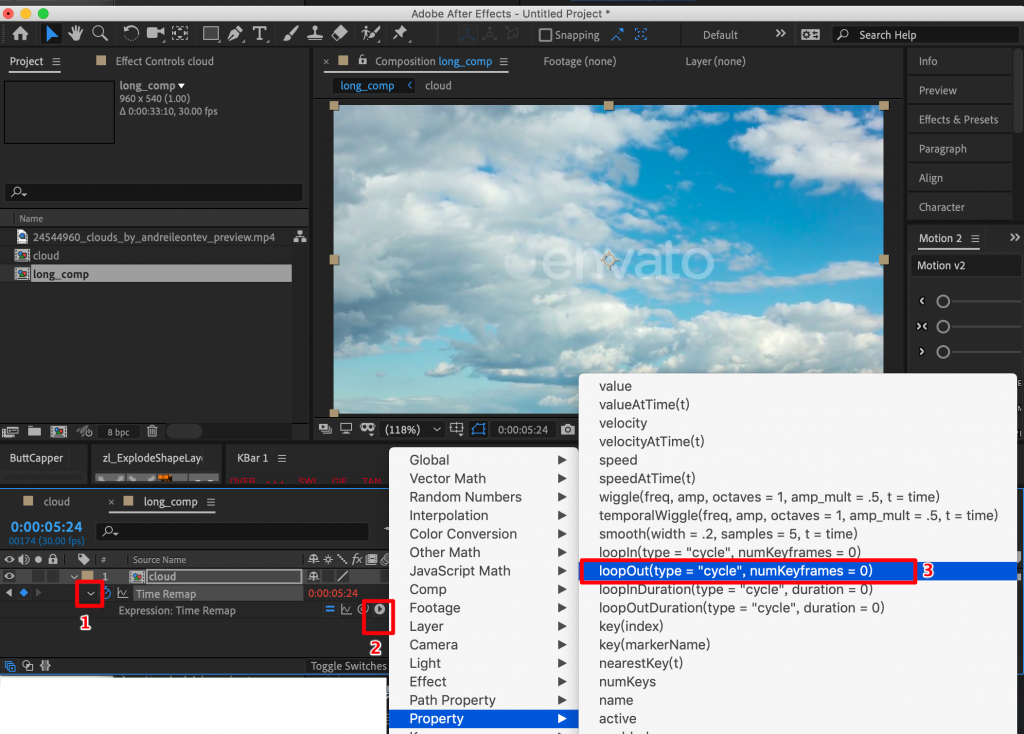 Adobe After Effects - Untitled Project *
Snapping
Default
Search Help
Project
Effect Controls cloud
long_comp
960 x 540 (1.00)
Δ 0:00:33:10, 30.00 fps
Name
24544960_clouds_by_andreileontev_preview.mp4
cloud
long_comp
8 bpc
Composition long_comp
Footage (none)
Layer (none)
long_comp
cloud
envato
(118%)
0:00:05:24
Info
Preview
Effects & Presets
Paragraph
Align
Character
Motion 2
Motion v2
ButtCapper
zl_ExplodeShapeLaye
KBar 1
cloud
long_comp
0:00:05:24
00174 (30.00 fps)
#
Source Name
fx
1
cloud
Time Remap
0:00:05:24
Expression: Time Remap
1
2
Toggle Switches
Global
Vector Math
Random Numbers
Interpolation
Color Conversion
Other Math
JavaScript Math
Comp
Footage
Layer
Camera
Light
Effect
Path Property
Property
value
valueAtTime(t)
velocity
velocityAtTime(t)
speed
speedAtTime(t)
wiggle(freq, amp, octaves = 1, amp_mult = .5, t = time)
temporalWiggle(freq, amp, octaves = 1, amp_mult = .5, t = time)
smooth(width = .2, samples = 5, t = time)
loopIn(type = "cycle", numKeyframes = 0)
loopOut(type = "cycle", numKeyframes = 0)
3
loopInDuration(type = "cycle", duration = 0)
loopOutDuration(type = "cycle", duration = 0)
key(index)
key(markerName)
nearestKey(t)
numKeys
name
active